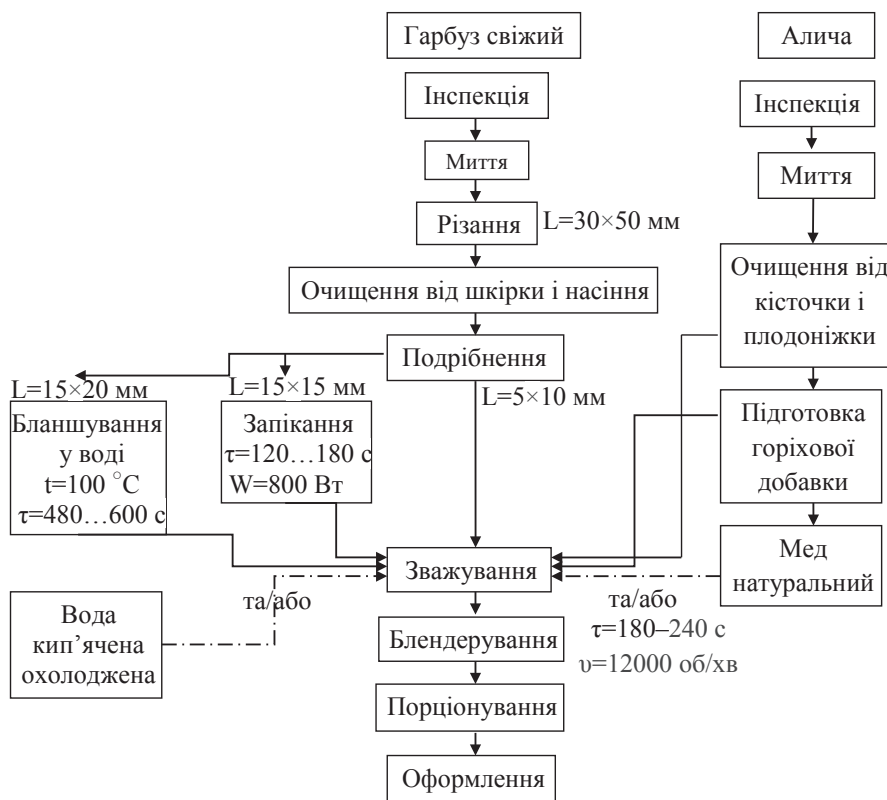 Гарбуз свіжий
Алича
Інспекція
Інспекція
Миття
Миття
Різання
L=30×50 мм
Очищення від шкірки і насіння
Очищення від
кісточки і
плодоніжки
Подрібнення
L=15×20 мм
L=15×15 мм
L=5×10 мм
Бланшування
у воді
t=100 °С
τ=480...600 с
Запікання
τ=120...180 с
W=800 Вт
Підготовка
горіхової
добавки
Зважування
Мед
натуральний
та/або
та/або
τ=180–240 с
υ=12000 об/хв
Вода
кип’ячена
охолоджена
Блендерування
Порціонування
Оформлення